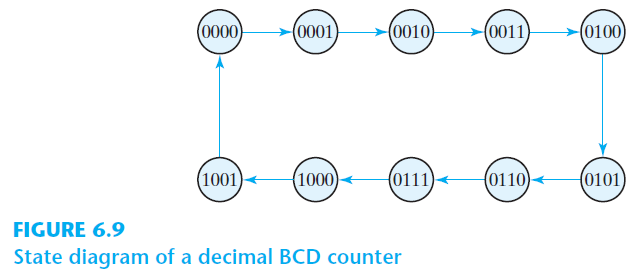 0000 0001 0010 0011 0100
1001 1000 0111 0110 0101
FIGURE 6.9
State diagram of a decimal BCD counter